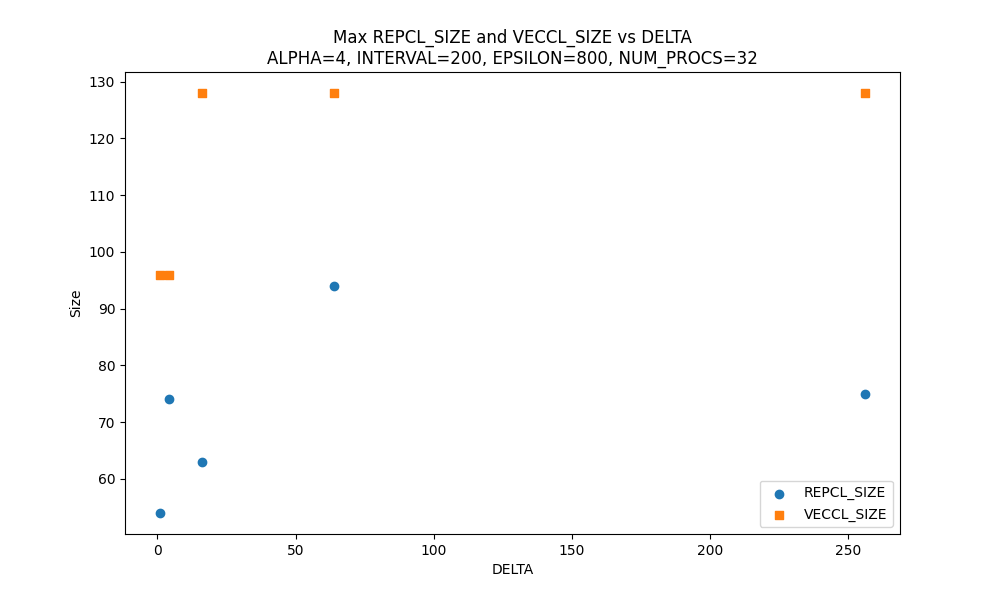 Max REPCL_SIZE and VECCL_SIZE vs DELTA
ALPHA=4, INTERVAL=200, EPSILON=800, NUM_PROCS=32
130
120
110
100
90
80
70
60
Size
REPCL_SIZE
VECCL_SIZE
0 50 100 150 200 250
DELTA